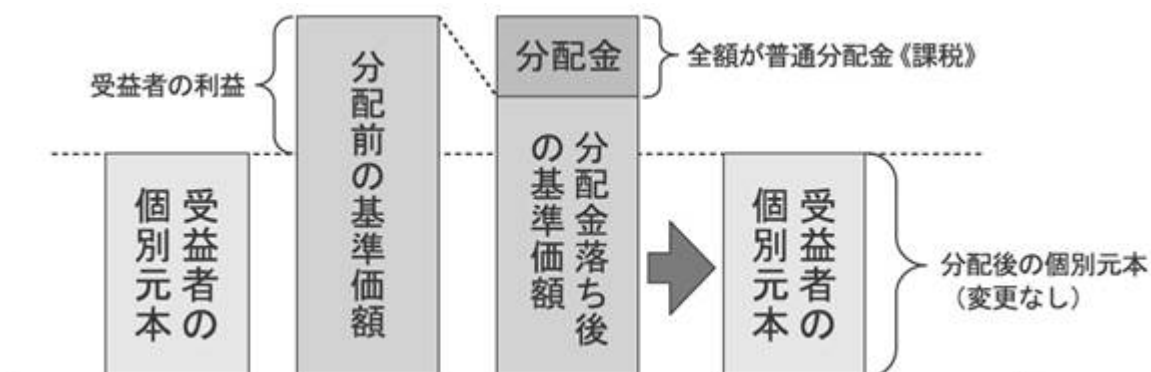 受益者の利益
受益者の
個別元本
分配前の基準価額
分配金
分配金落ち後
の基準価額
全額が普通分配金《課税》
受益者の
個別元本
分配後の個別元本
（変更なし）